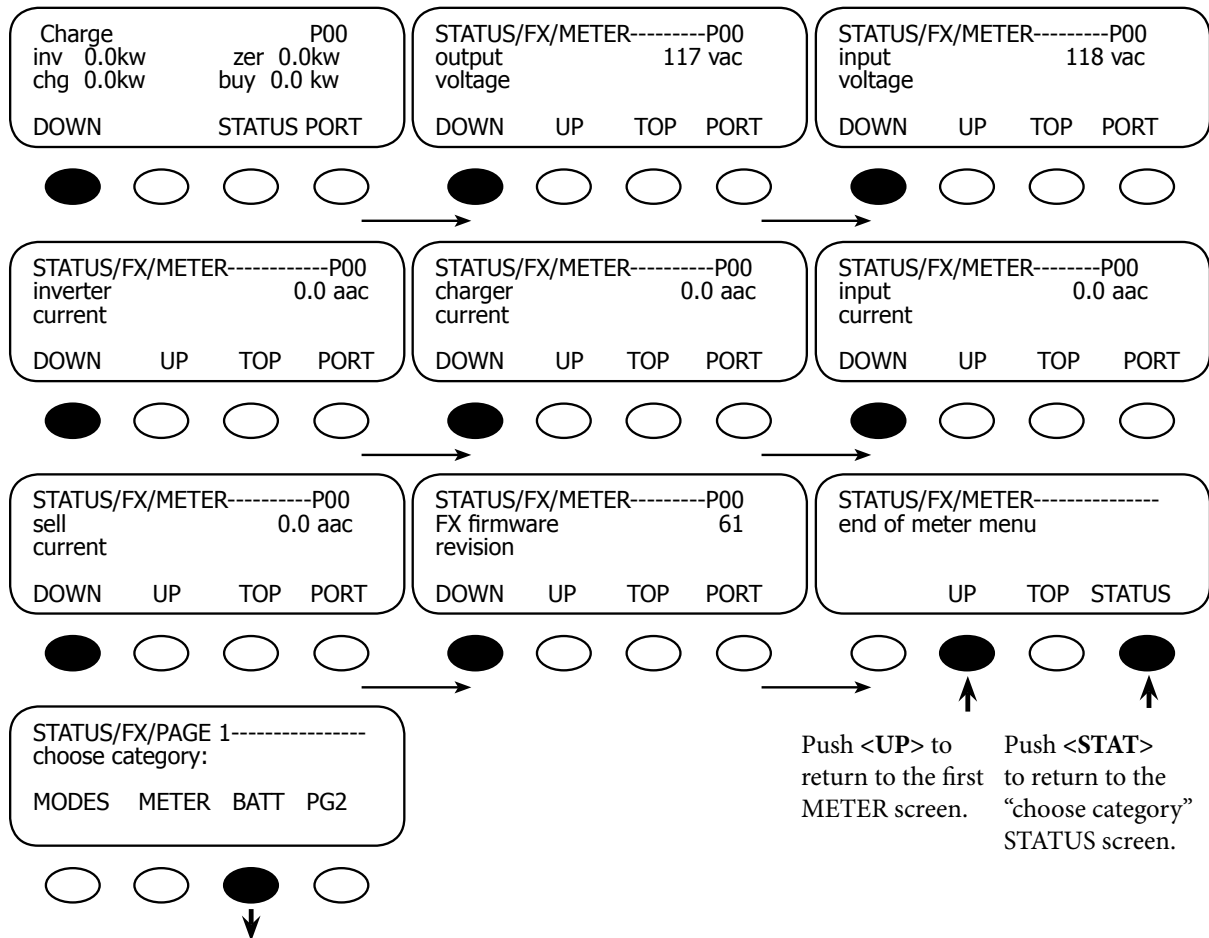 Charge P00
inv 0.0kw zer 0.0kw
chg 0.0kw buy 0.0 kw
DOWN STATUS PORT
STATUS/FX/METER---------P00
output 117 vac
voltage
DOWN UP TOP PORT
STATUS/FX/METER---------P00
input 118 vac
voltage
DOWN UP TOP PORT
STATUS/FX/METER------------P00
inverter 0.0 aac
current
DOWN UP TOP PORT
STATUS/FX/METER----------P00
charger 0.0 aac
current
DOWN UP TOP PORT
STATUS/FX/METER--------P00
input 0.0 aac
current
DOWN UP TOP PORT
STATUS/FX/METER----------P00
sell 0.0 aac
current
DOWN UP TOP PORT
STATUS/FX/METER---------P00
FX firmware 61
revision
DOWN UP TOP PORT
STATUS/FX/METER---------------
end of meter menu
UP TOP STATUS
STATUS/FX/PAGE 1----------------
choose category:
MODES METER BATT PG2
Push <UP> to
return to the first
METER screen.
Push <STAT>
to return to the
“choose category”
STATUS screen.